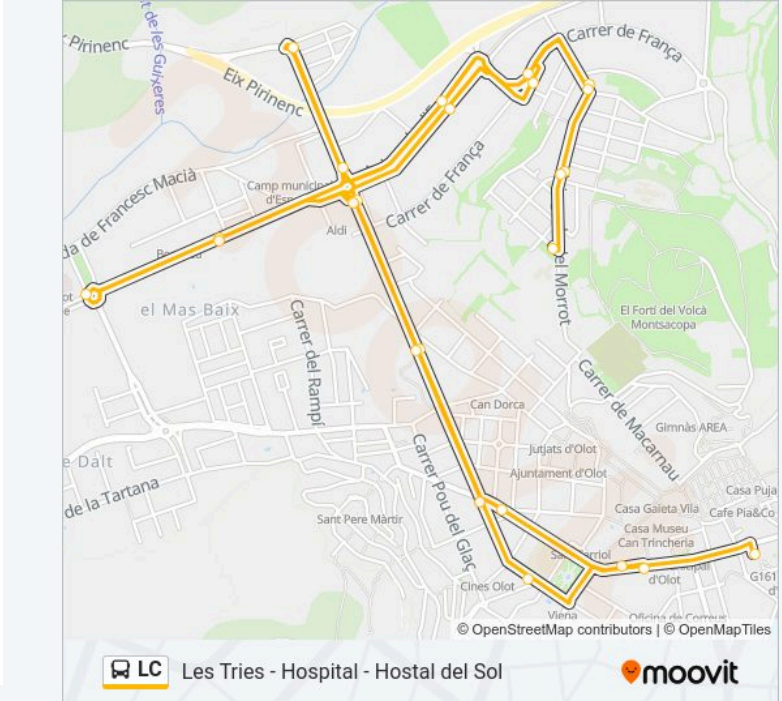 Pirinenc
t de les Guixeres
Eix Pirinenc
Carrer de França
da de Francesc Macià
Camp municipal
Carrer de França
Aldi
ot
e
el Mas Baix
el Morrot
El Fortí del Volcà
Montsacopa
Carrer del Rampí
Carrer de Macarnau
Can Dorca
Gimnàs AREA
e Dalt
Jutjats d'Olot
Ajuntament d'Olot
de la Tartana
Carrer Pou del Glaç
Casa Puja
Sant Pere Màrtir
Casa Gaieta Vila
Cafe Pia&Co
Casa Museu
Can Trincheria
Cines Olot
d'Olot
G161
Viena
Oficina de Correus
© OpenStreetMap contributors | © OpenMapTiles
LC Les Tries - Hospital - Hostal del Sol
moovit